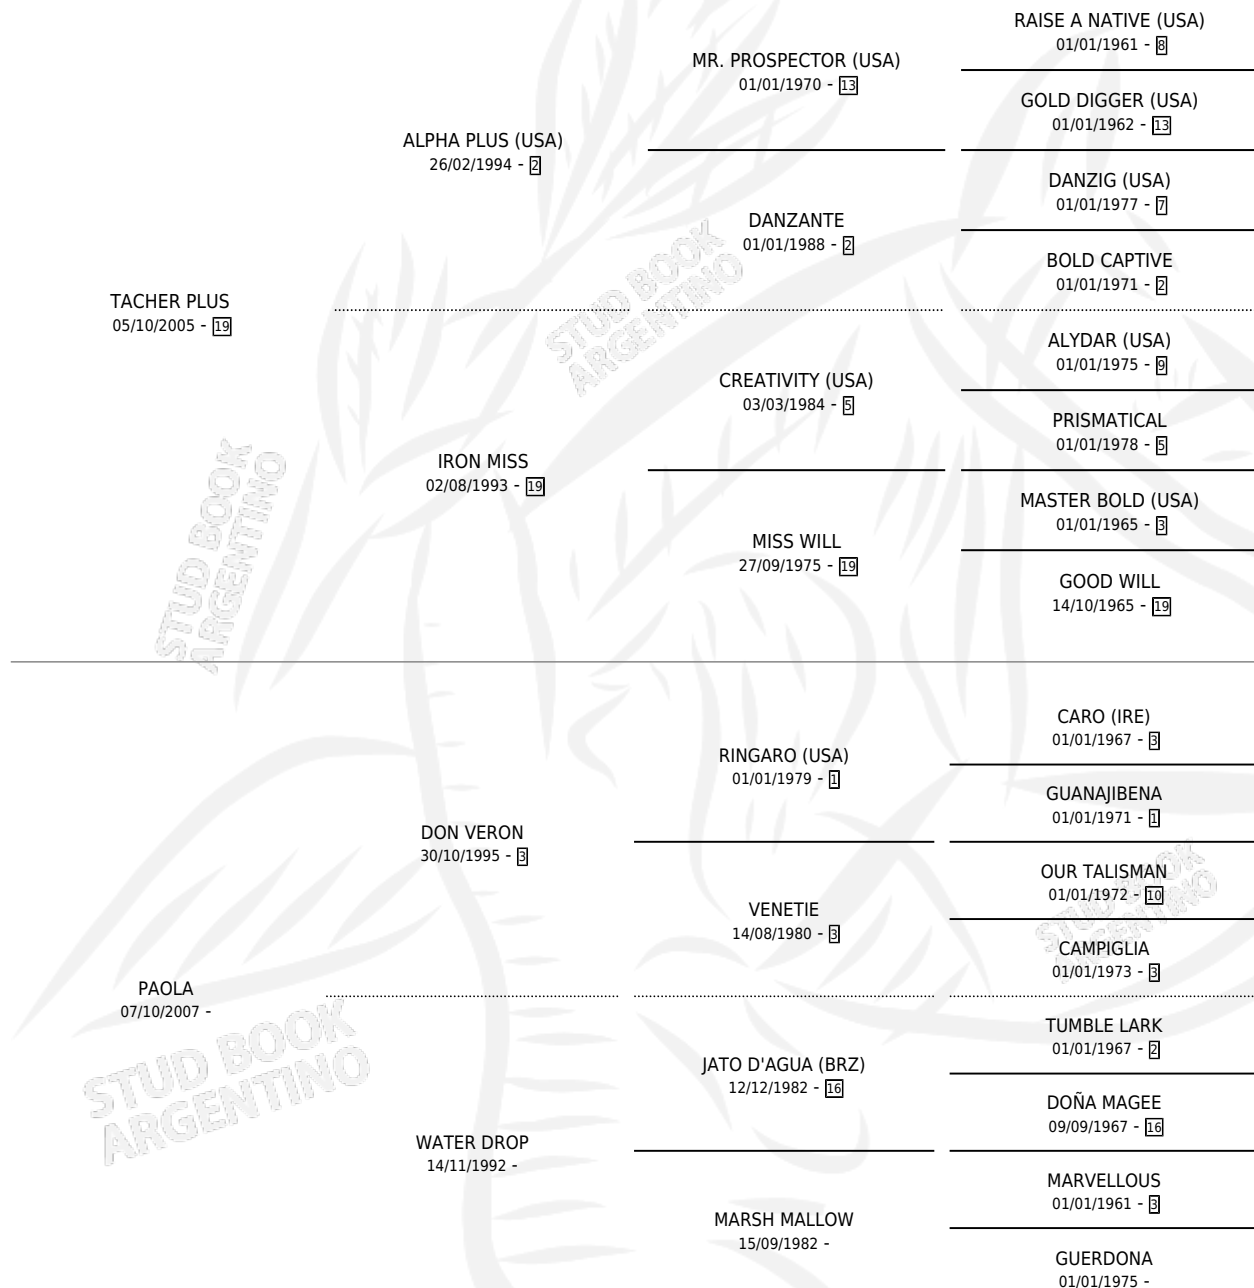 RAISE A NATIVE (USA)
01/01/1961 - 8
MR. PROSPECTOR (USA)
01/01/1970 - 13
GOLD DIGGER (USA)
01/01/1962 - 13
ALPHA PLUS (USA)
26/02/1994 - 2
DANZIG (USA)
01/01/1977 - 7
DANZANTE
01/01/1988 - 2
BOLD CAPTIVE
01/01/1971 - 2
STUD BOOK
ARGENTINO
TACHER PLUS
05/10/2005 - 19
ALYDAR (USA)
01/01/1975 - 9
CREATIVITY (USA)
03/03/1984 - 5
PRISMATICAL
01/01/1978 - 5
IRON MISS
02/08/1993 - 19
MASTER BOLD (USA)
01/01/1965 - 3
MISS WILL
27/09/1975 - 19
GOOD WILL
14/10/1965 - 19
STUD BOOK
ARGENTINO
CARO (IRE)
01/01/1967 - 3
RINGARO (USA)
01/01/1979 - 1
GUANAJIBENA
01/01/1971 - 1
DON VERON
30/10/1995 - 3
OUR TALISMAN
01/01/1972 - 10
VENETIE
14/08/1980 - 3
CAMPIGLIA
01/01/1973 - 3
STUD BOOK
ARGENTINO
PAOLA
07/10/2007 -
TUMBLE LARK
01/01/1967 - 2
JATO D'AGUA (BRZ)
12/12/1982 - 16
DOÑA MAGEE
09/09/1967 - 16
WATER DROP
14/11/1992 -
MARVELLOUS
01/01/1961 - 3
MARSH MALLOW
15/09/1982 -
GUERDONA
01/01/1975 -
STUD BOOK
ARGENTINO